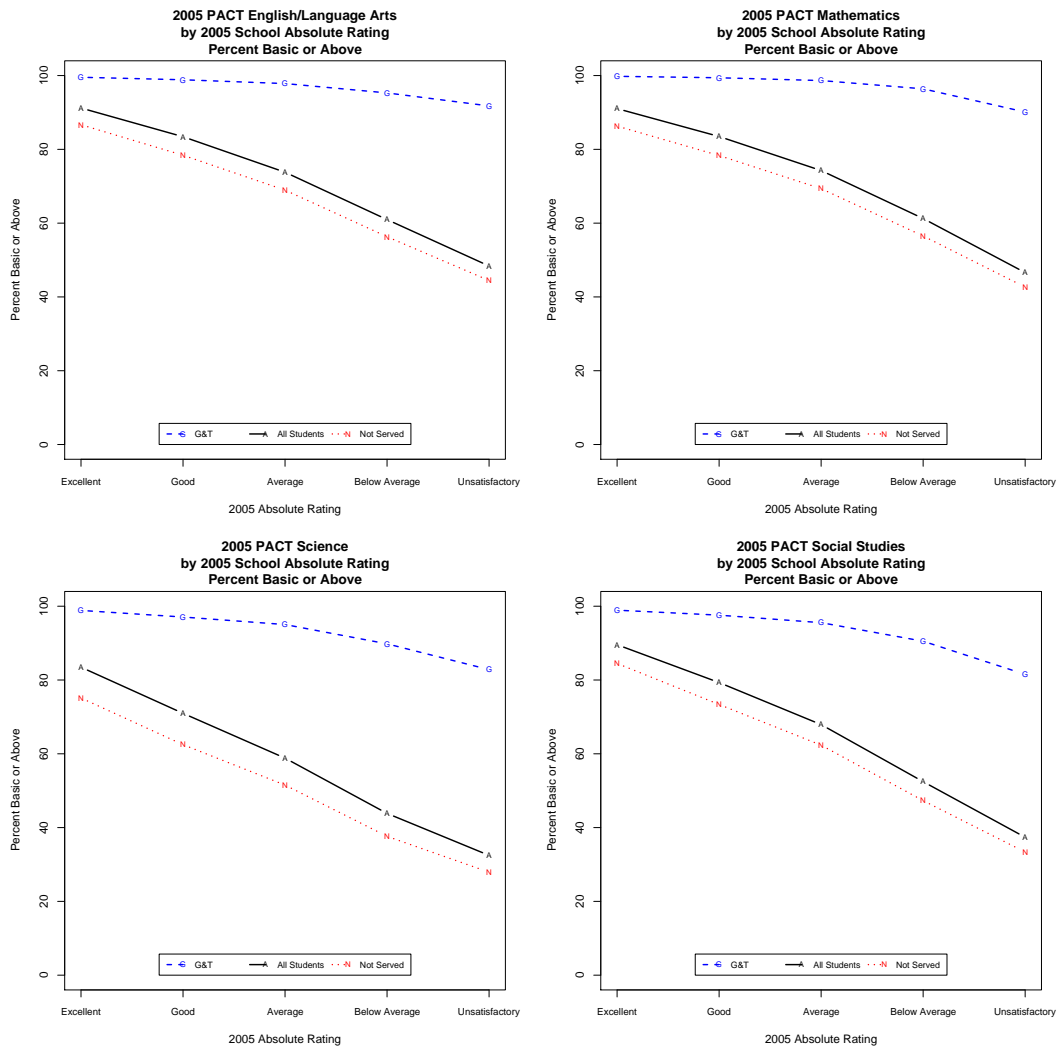 2005 PACT English/Language Arts
by 2005 School Absolute Rating
Percent Basic or Above
Percent Basic or Above
100
80
60
40
20
0
G G G G G
A A A A A
N N N N N
G G&T A All Students N Not Served
Excellent Good Average Below Average Unsatisfactory
2005 Absolute Rating
2005 PACT Mathematics
by 2005 School Absolute Rating
Percent Basic or Above
Percent Basic or Above
100
80
60
40
20
0
G G G G G
A A A A A
N N N N N
G G&T A All Students N Not Served
Excellent Good Average Below Average Unsatisfactory
2005 Absolute Rating
2005 PACT Science
by 2005 School Absolute Rating
Percent Basic or Above
Percent Basic or Above
100
80
60
40
20
0
G G G G G
A A A A A
N N N N N
G G&T A All Students N Not Served
Excellent Good Average Below Average Unsatisfactory
2005 Absolute Rating
2005 PACT Social Studies
by 2005 School Absolute Rating
Percent Basic or Above
Percent Basic or Above
100
80
60
40
20
0
G G G G G
A A A A A
N N N N N
G G&T A All Students N Not Served
Excellent Good Average Below Average Unsatisfactory
2005 Absolute Rating